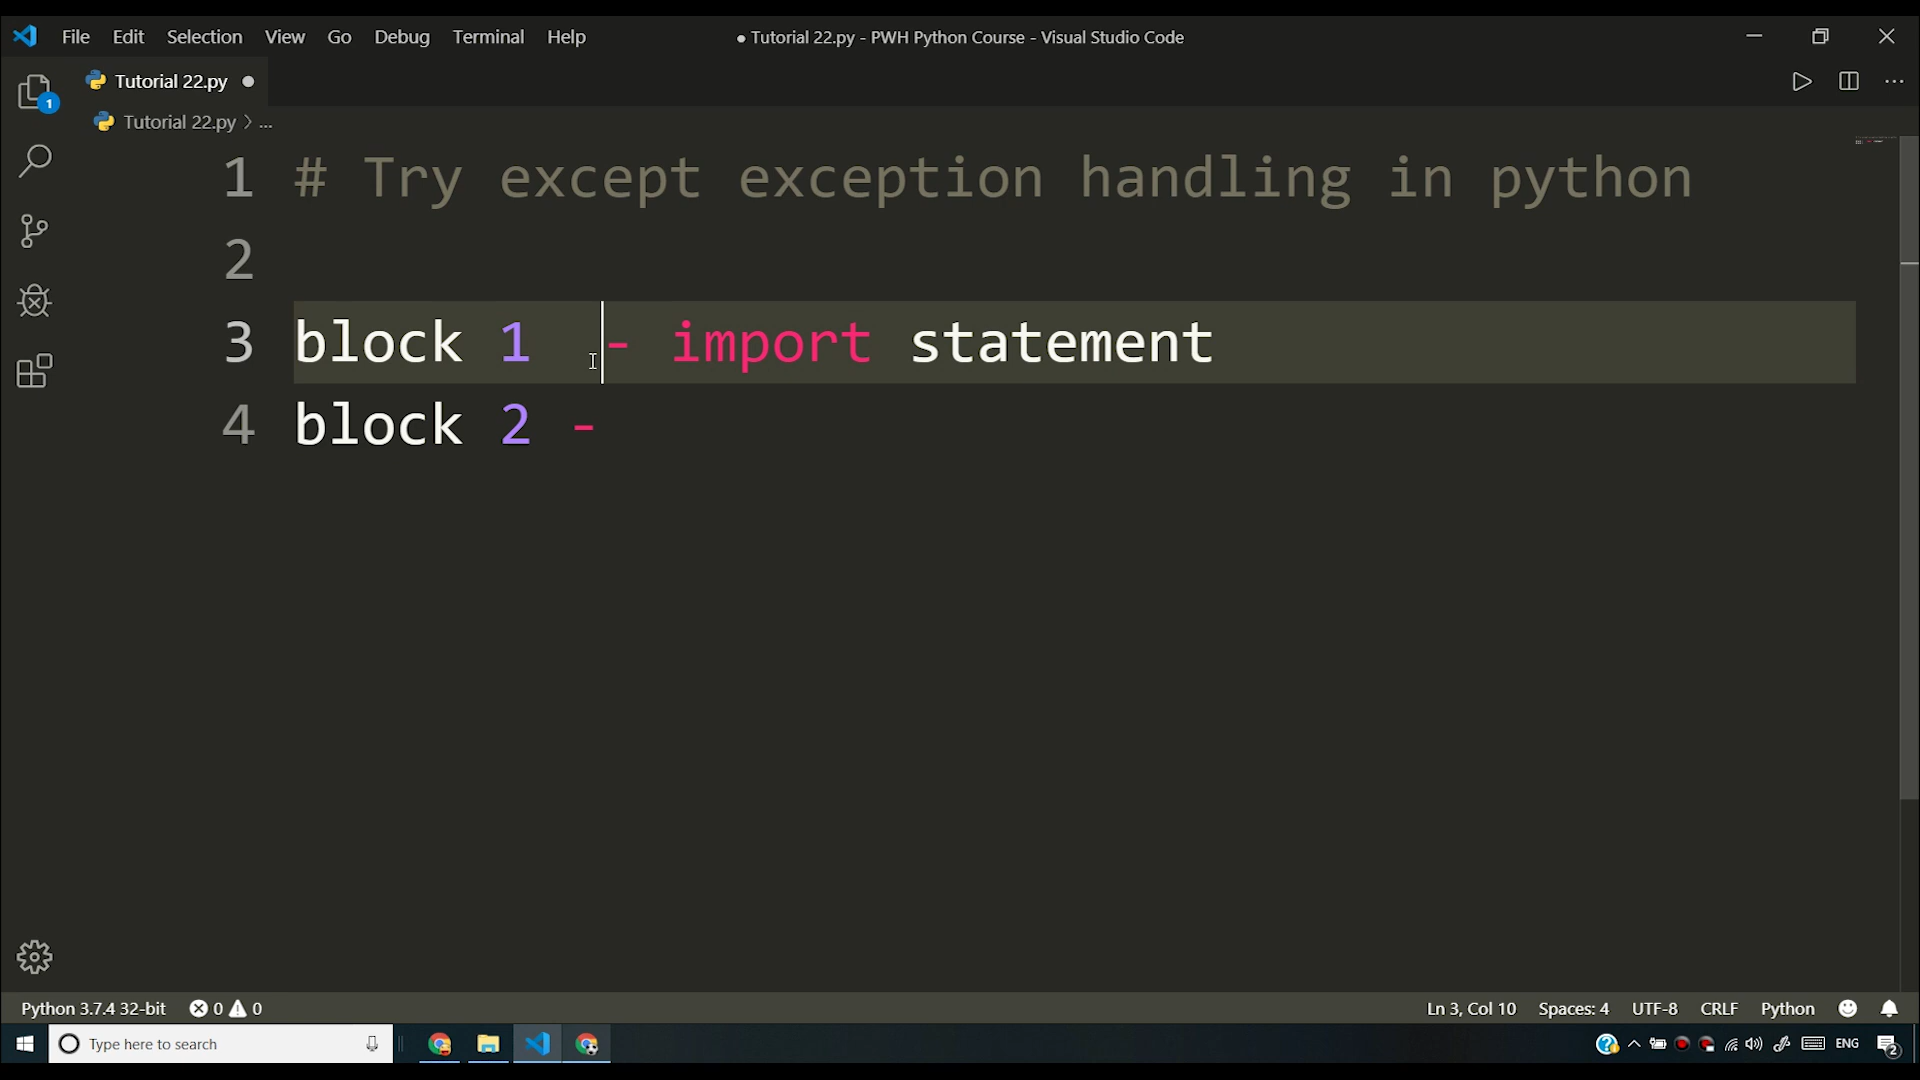 File Edit Selection View Go Debug Terminal Help
● Tutorial 22.py - PWH Python Course - Visual Studio Code
1
Tutorial 22.py ●
Tutorial 22.py > ...
1 # Try except exception handling in python
2
3 block 1  - import statement
4 block 2 -
Python 3.7.4 32-bit 0 0
Ln 3, Col 10 Spaces: 4 UTF-8 CRLF Python
Type here to search
ENG
2